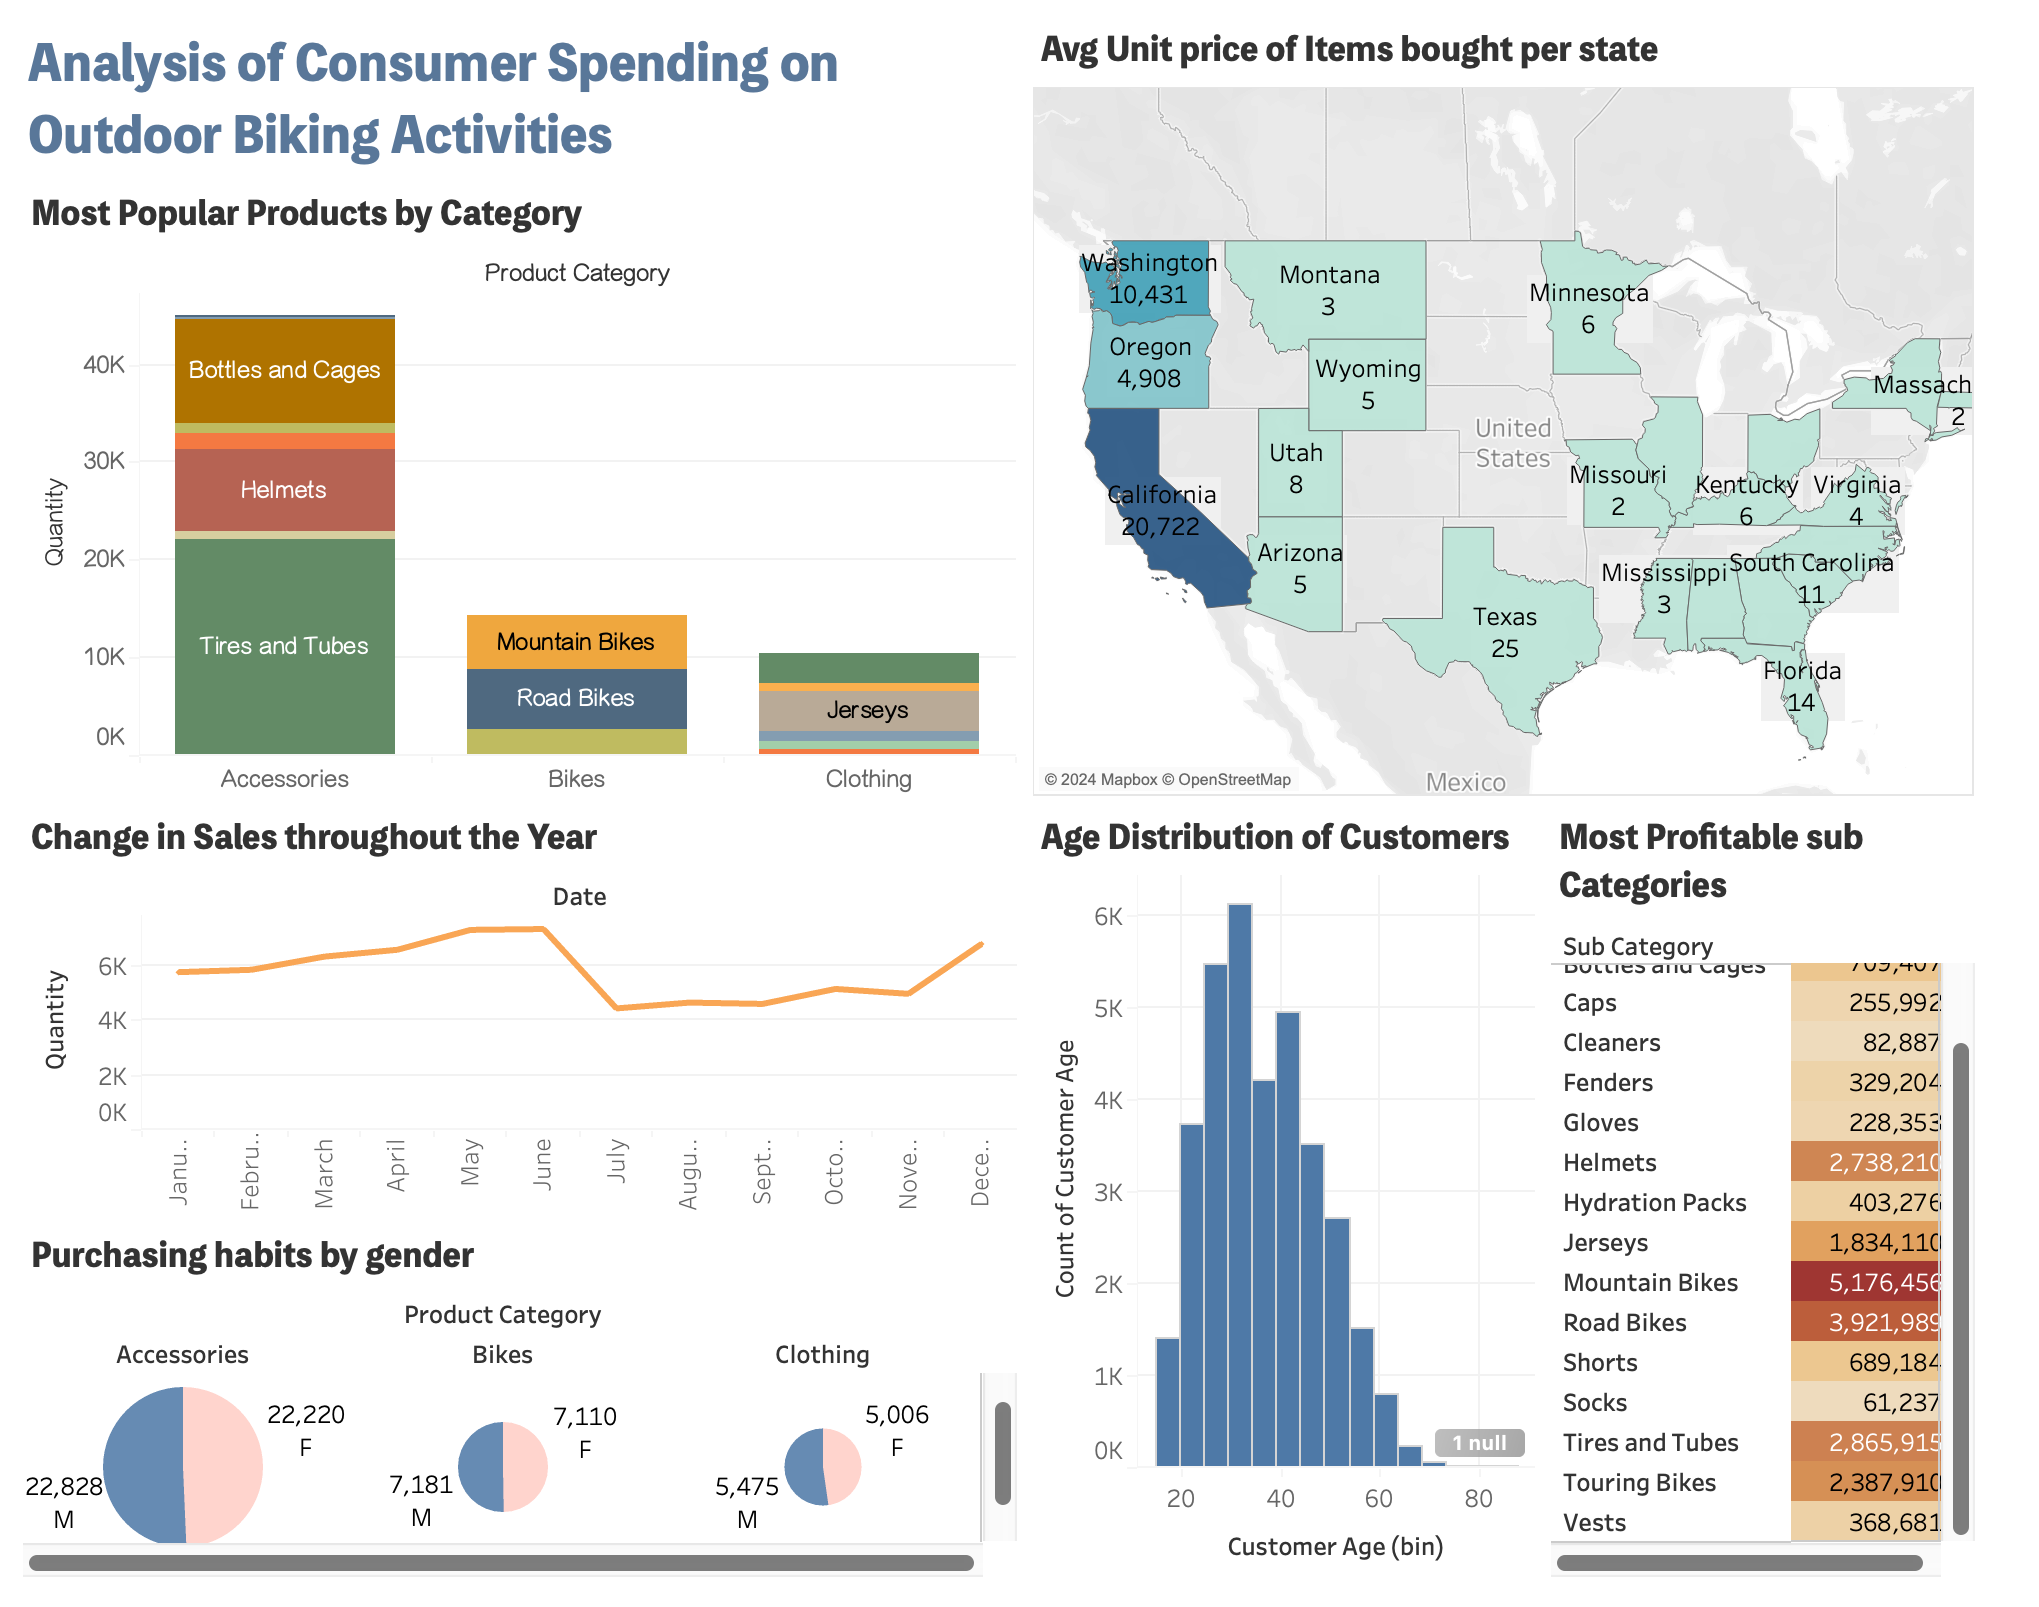 Analysis of Consumer Spending on
Outdoor Biking Activities
Most Popular Products by Category
Product Category
Quantity
40K
30K
20K
10K
0K
Bottles and Cages
Helmets
Tires and Tubes
Mountain Bikes
Road Bikes
Jerseys
Accessories
Bikes
Clothing
Avg Unit price of Items bought per state
Washington
10,431
Montana
3
Minnesota
6
Oregon
4,908
Wyoming
5
Massach
2
United
States
Utah
8
California
20,722
Missouri
2
Kentucky
6
Virginia
4
Arizona
5
Mississippi
3
South Carolina
11
Texas
25
Florida
14
Mexico
© 2024 Mapbox © OpenStreetMap
Change in Sales throughout the Year
Date
Quantity
6K
4K
2K
0K
Janu..
Febru..
March
April
May
June
July
Augu..
Sept..
Octo..
Nove..
Dece..
Purchasing habits by gender
Product Category
Accessories
Bikes
Clothing
22,220
F
22,828
M
7,110
F
7,181
M
5,006
F
5,475
M
Age Distribution of Customers
Count of Customer Age
6K
5K
4K
3K
2K
1K
0K
1 null
20
40
60
80
Customer Age (bin)
Most Profitable sub
Categories
Sub Category
Bottles and Cages 709,407
Caps 255,992
Cleaners 82,887
Fenders 329,204
Gloves 228,353
Helmets 2,738,210
Hydration Packs 403,276
Jerseys 1,834,110
Mountain Bikes 5,176,456
Road Bikes 3,921,989
Shorts 689,184
Socks 61,237
Tires and Tubes 2,865,915
Touring Bikes 2,387,910
Vests 368,681